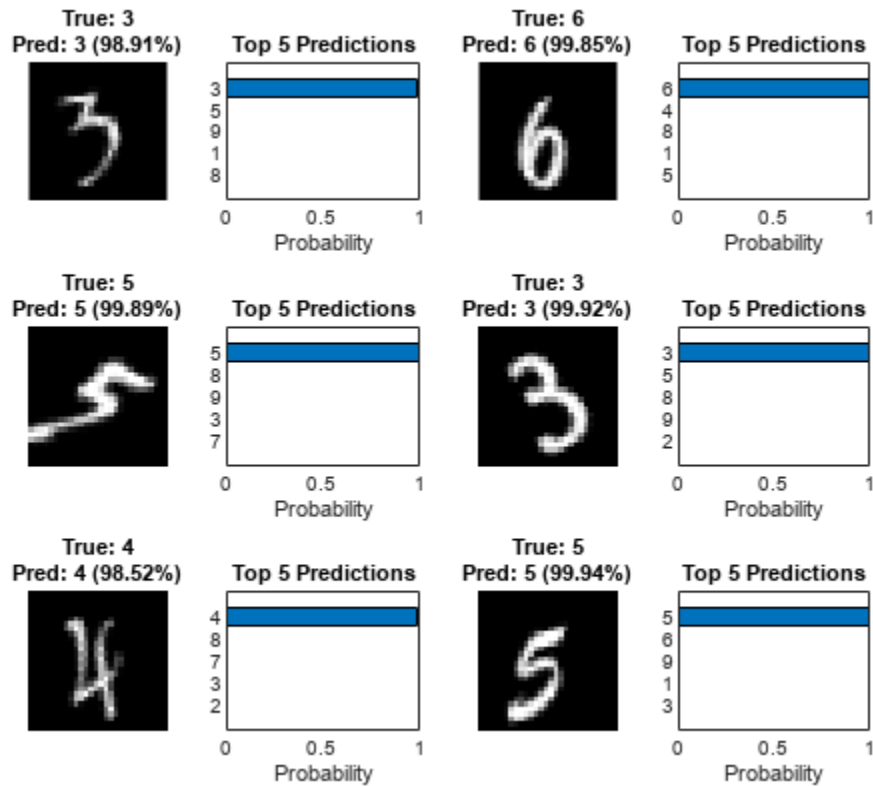 True: 3
Pred: 3 (98.91%)
Top 5 Predictions
3
3
5
9
1
8
0 0.5 1
Probability
True: 6
Pred: 6 (99.85%)
Top 5 Predictions
6
6
4
8
1
5
0 0.5 1
Probability
True: 5
Pred: 5 (99.89%)
Top 5 Predictions
5
5
8
9
3
7
0 0.5 1
Probability
True: 3
Pred: 3 (99.92%)
Top 5 Predictions
3
3
5
8
9
2
0 0.5 1
Probability
True: 4
Pred: 4 (98.52%)
Top 5 Predictions
4
4
8
7
3
2
0 0.5 1
Probability
True: 5
Pred: 5 (99.94%)
Top 5 Predictions
5
5
6
9
1
3
0 0.5 1
Probability